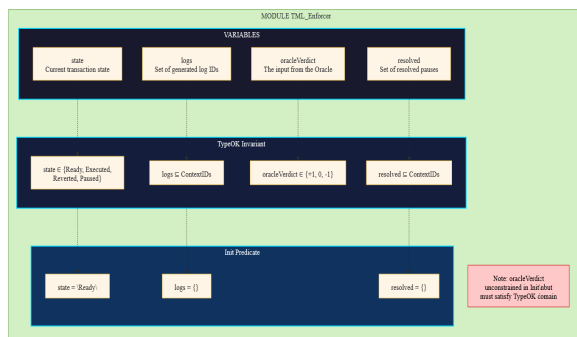 MODULE TML_Enforcer
VARIABLES
state
Current transaction state
logs
Set of generated log IDs
oracleVerdict
The input from the Oracle
resolved
Set of resolved pauses
TypeOK Invariant
state ∈ {Ready, Executed,
Reverted, Paused}
logs ⊆ ContextIDs
oracleVerdict ∈ {+1, 0, -1}
resolved ⊆ ContextIDs
Init Predicate
state = \Ready\
logs = {}
resolved = {}
Note: oracleVerdict
unconstrained in Init\nbut
must satisfy TypeOK domain